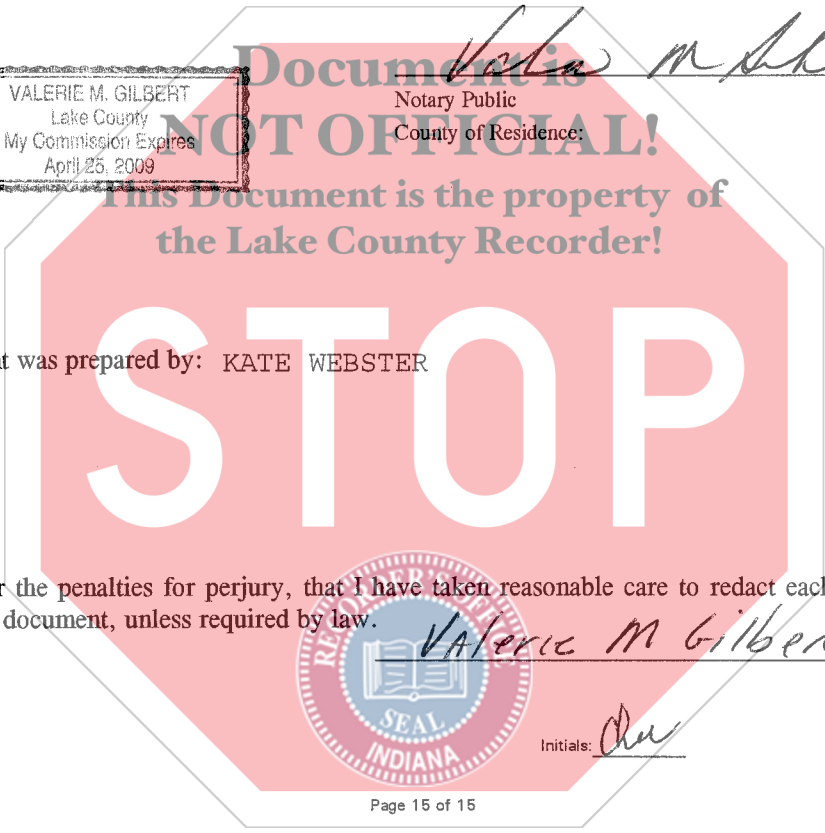 Document is
VALERIE M. GILBERT
Lake County
My Commission Expires
April 25, 2009
Notary Public
County of Residence:
NOT OFFICIAL!
This Document is the property of
the Lake County Recorder!
STOP
t was prepared by: KATE WEBSTER
r the penalties for perjury, that I have taken reasonable care to redact each
document, unless required by law.
Valerie M Gilber
RECORDER'S OFFICE
SEAL
INDIANA
Initials:
Page 15 of 15